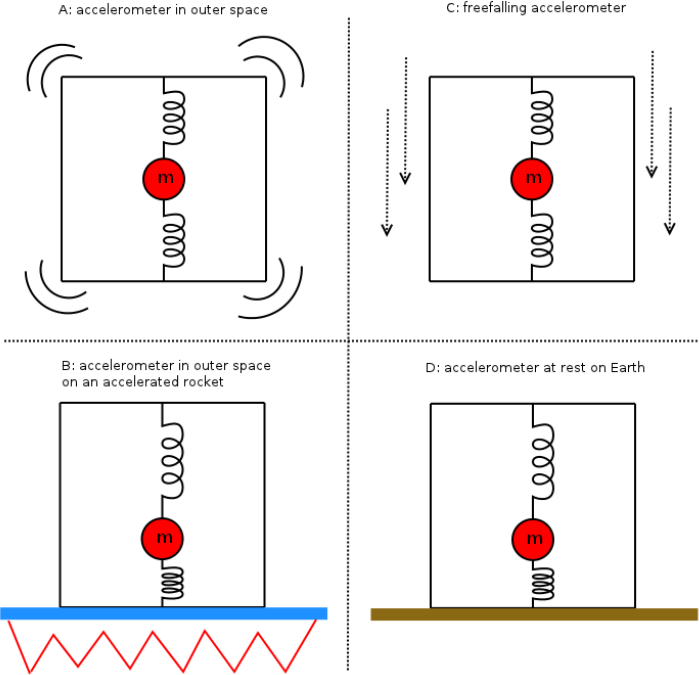 A: accelerometer in outer space
m
C: freefalling accelerometer
m
B: accelerometer in outer space
on an accelerated rocket
m
D: accelerometer at rest on Earth
m